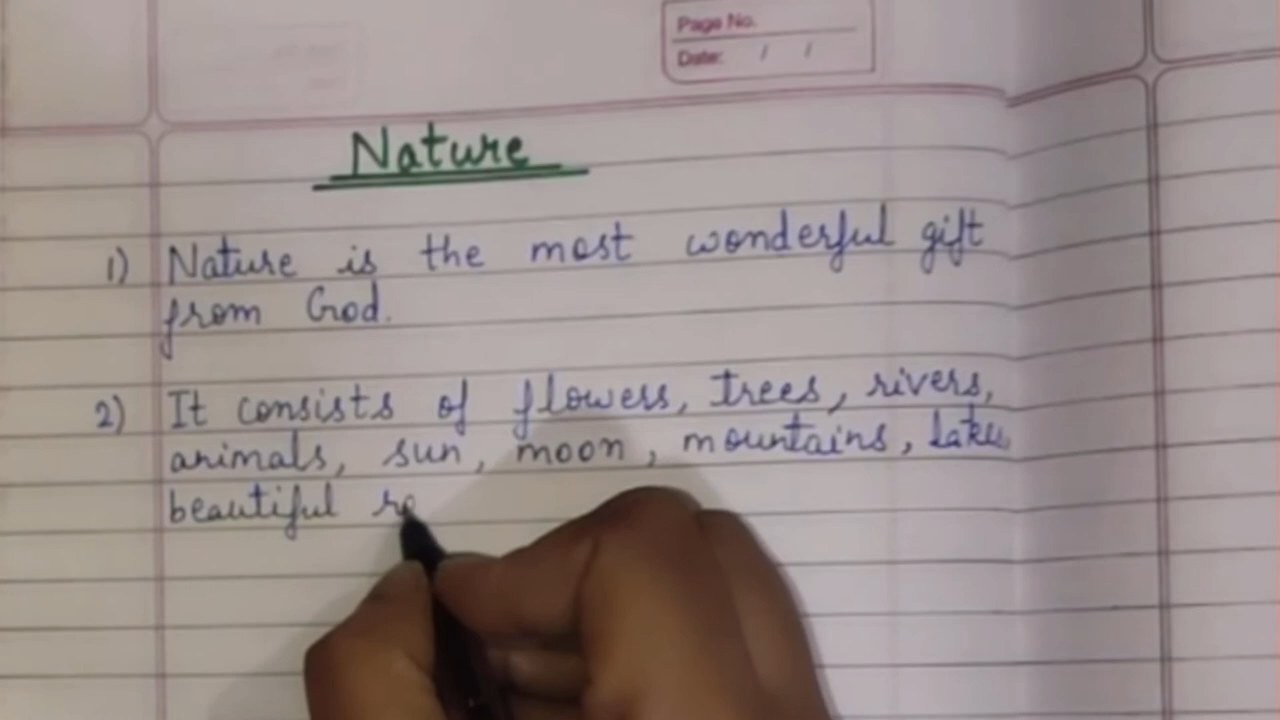 Page No.
Date: / /
Nature
1) Nature is the most wonderful gift
from God.
2) It consists of flowers, trees, rivers,
animals, sun, moon, mountains, lakes
beautiful